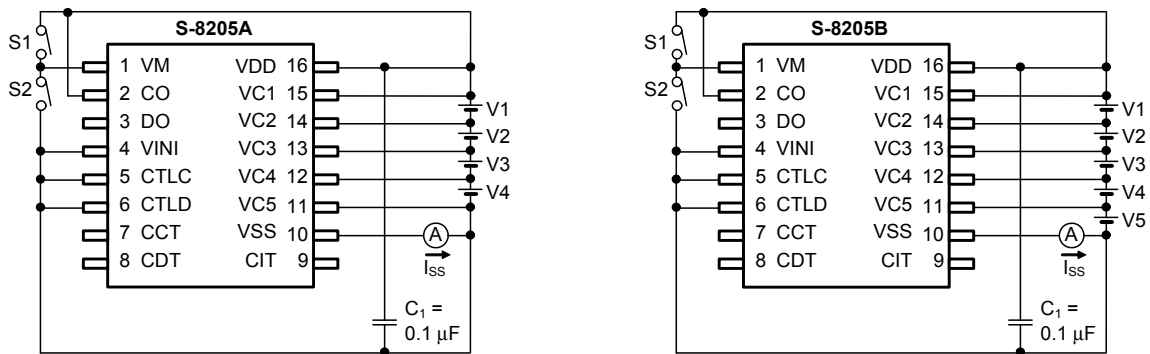 S-8205A
S1
S2
1 VM VDD 16
2 CO VC1 15
3 DO VC2 14
4 VINI VC3 13
5 CTLC VC4 12
6 CTLD VC5 11
7 CCT VSS 10
8 CDT CIT 9
V1
V2
V3
V4
A
ISS
C1 =
0.1 μF
S-8205B
S1
S2
1 VM VDD 16
2 CO VC1 15
3 DO VC2 14
4 VINI VC3 13
5 CTLC VC4 12
6 CTLD VC5 11
7 CCT VSS 10
8 CDT CIT 9
V1
V2
V3
V4
V5
A
ISS
C1 =
0.1 μF